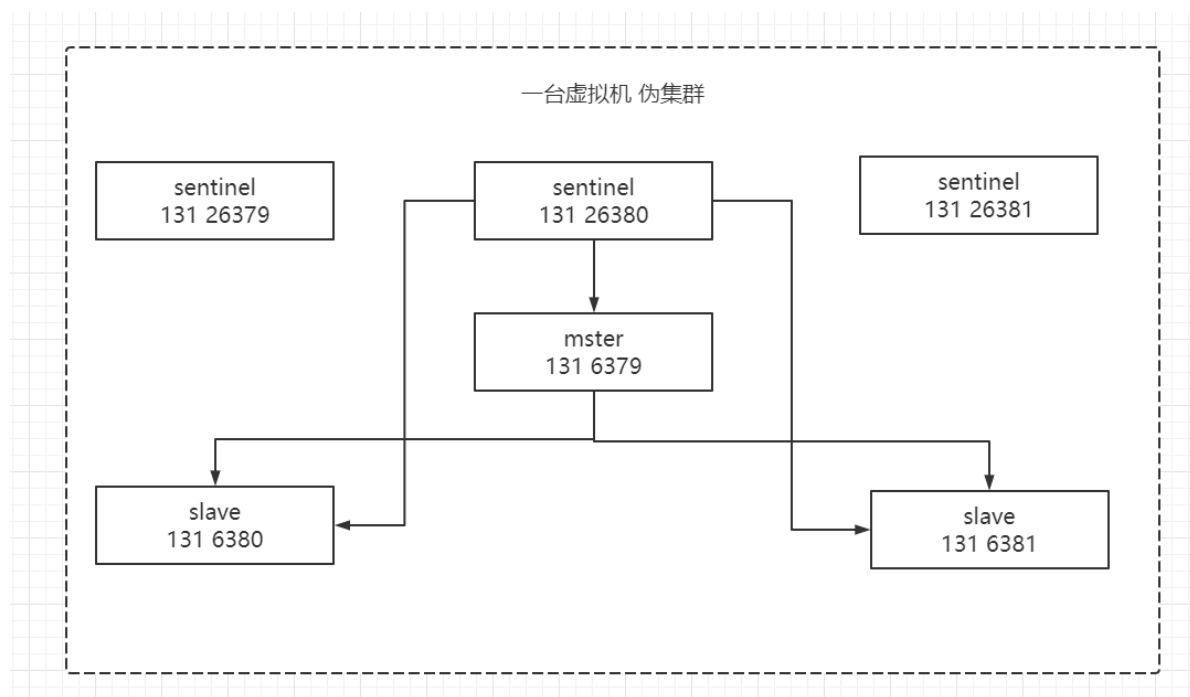 一台虚拟机 伪集群
sentinel
131 26379
sentinel
131 26380
sentinel
131 26381
mster
131 6379
slave
131 6380
slave
131 6381